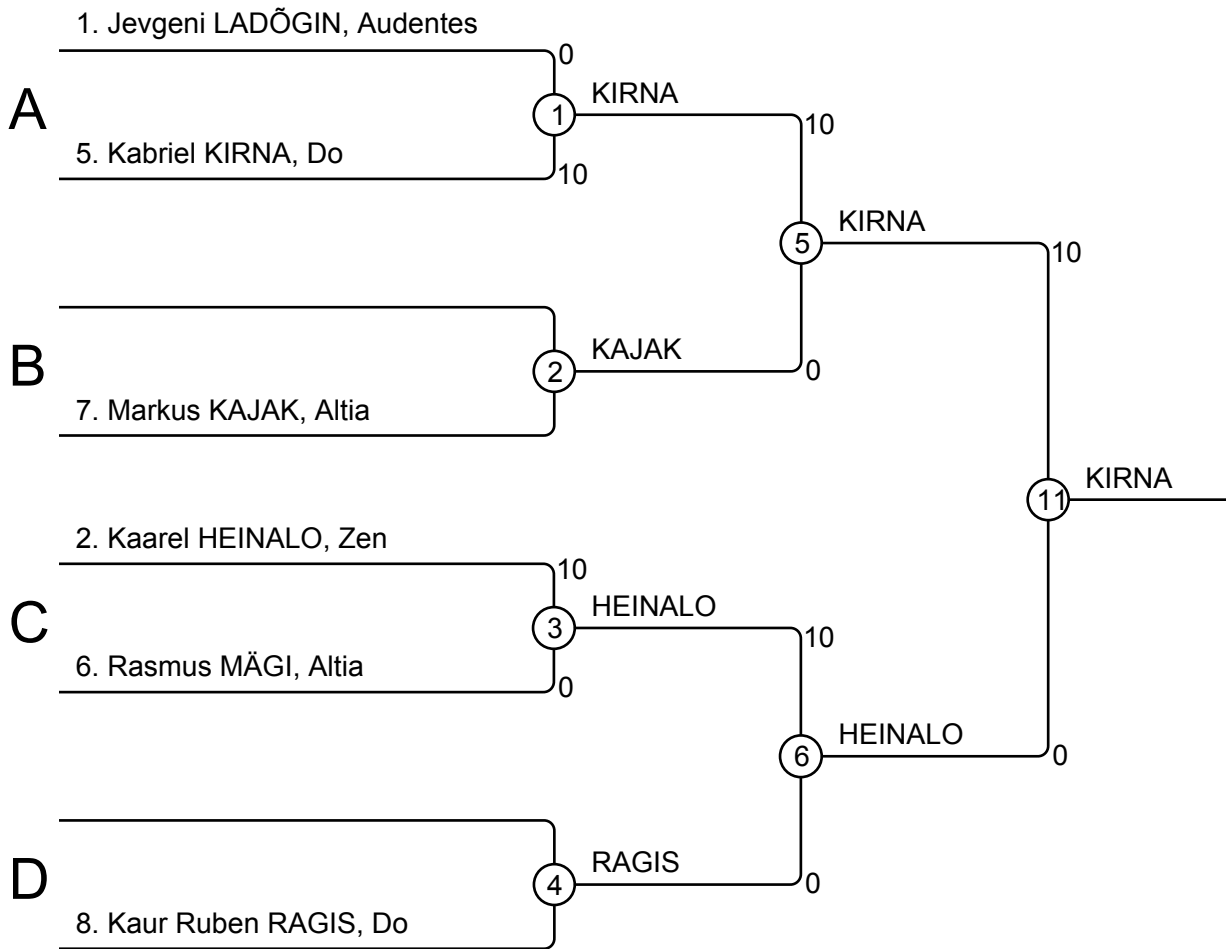 1. Jevgeni LADÕGIN, Audentes
0
A
1
KIRNA
10
5. Kabriel KIRNA, Do
10
5
KIRNA
10
B
2
KAJAK
0
7. Markus KAJAK, Altia
11
KIRNA
2. Kaarel HEINALO, Zen
10
C
3
HEINALO
10
6. Rasmus MÄGI, Altia
0
6
HEINALO
0
D
4
RAGIS
0
8. Kaur Ruben RAGIS, Do